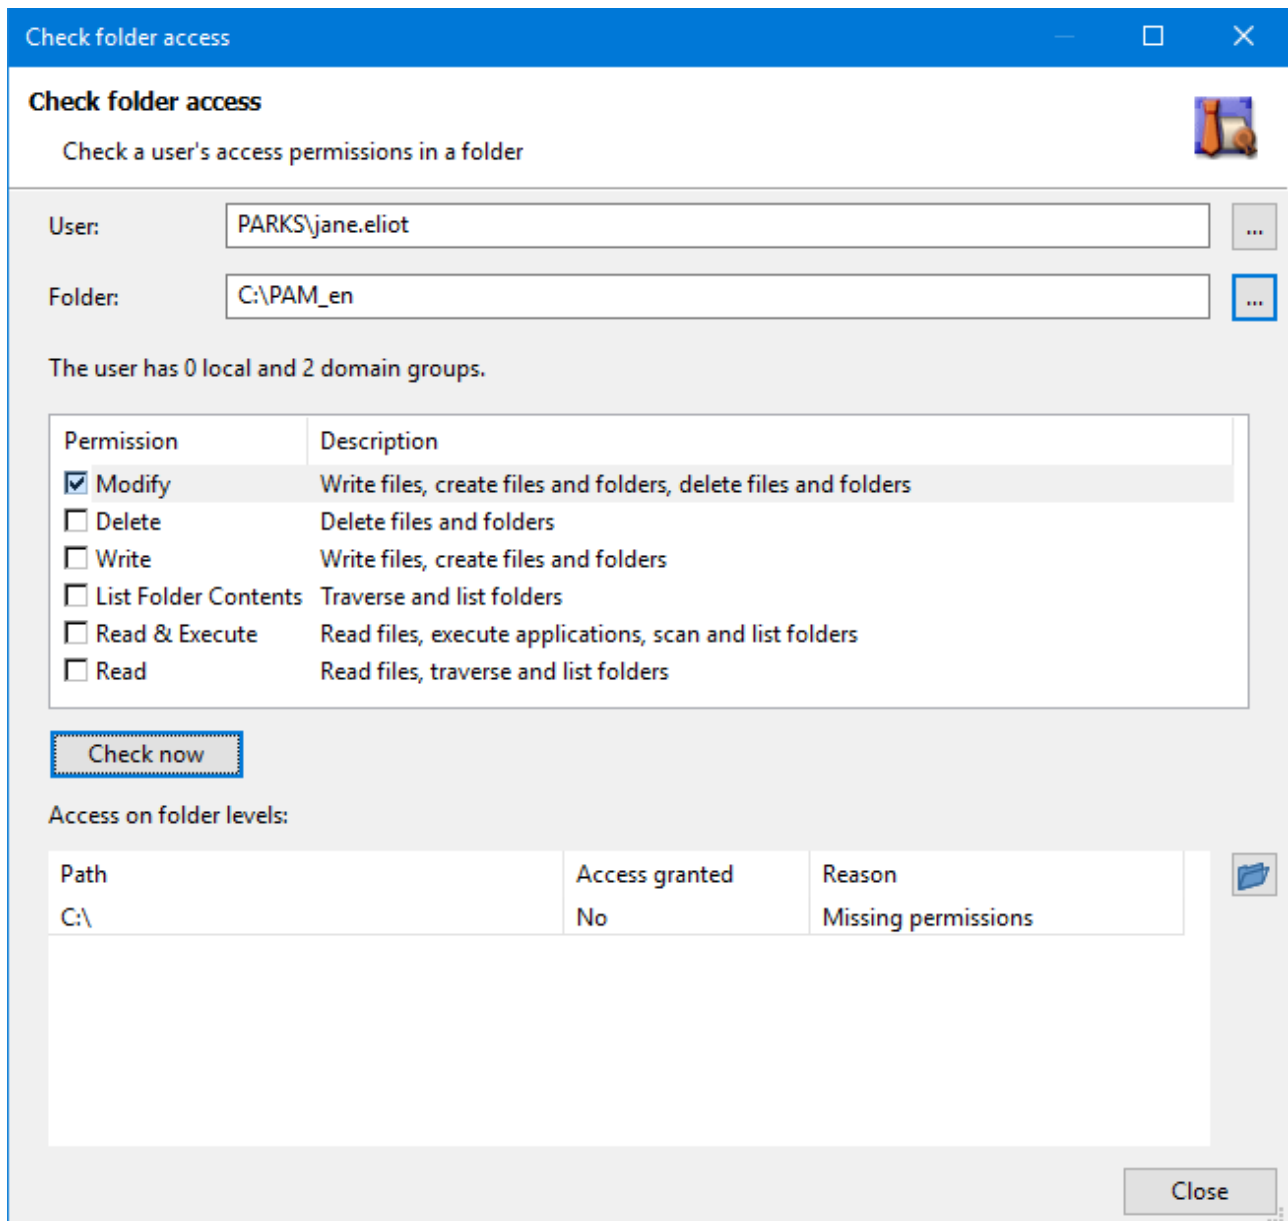 Check folder access
Check folder access
Check a user's access permissions in a folder
User: PARKS\jane.eliot ...
Folder: C:\PAM_en ...
The user has 0 local and 2 domain groups.
Permission Description
Modify Write files, create files and folders, delete files and folders
Delete Delete files and folders
Write Write files, create files and folders
List Folder Contents Traverse and list folders
Read & Execute Read files, execute applications, scan and list folders
Read Read files, traverse and list folders
Check now
Access on folder levels:
Path Access granted Reason
C:\ No Missing permissions
Close